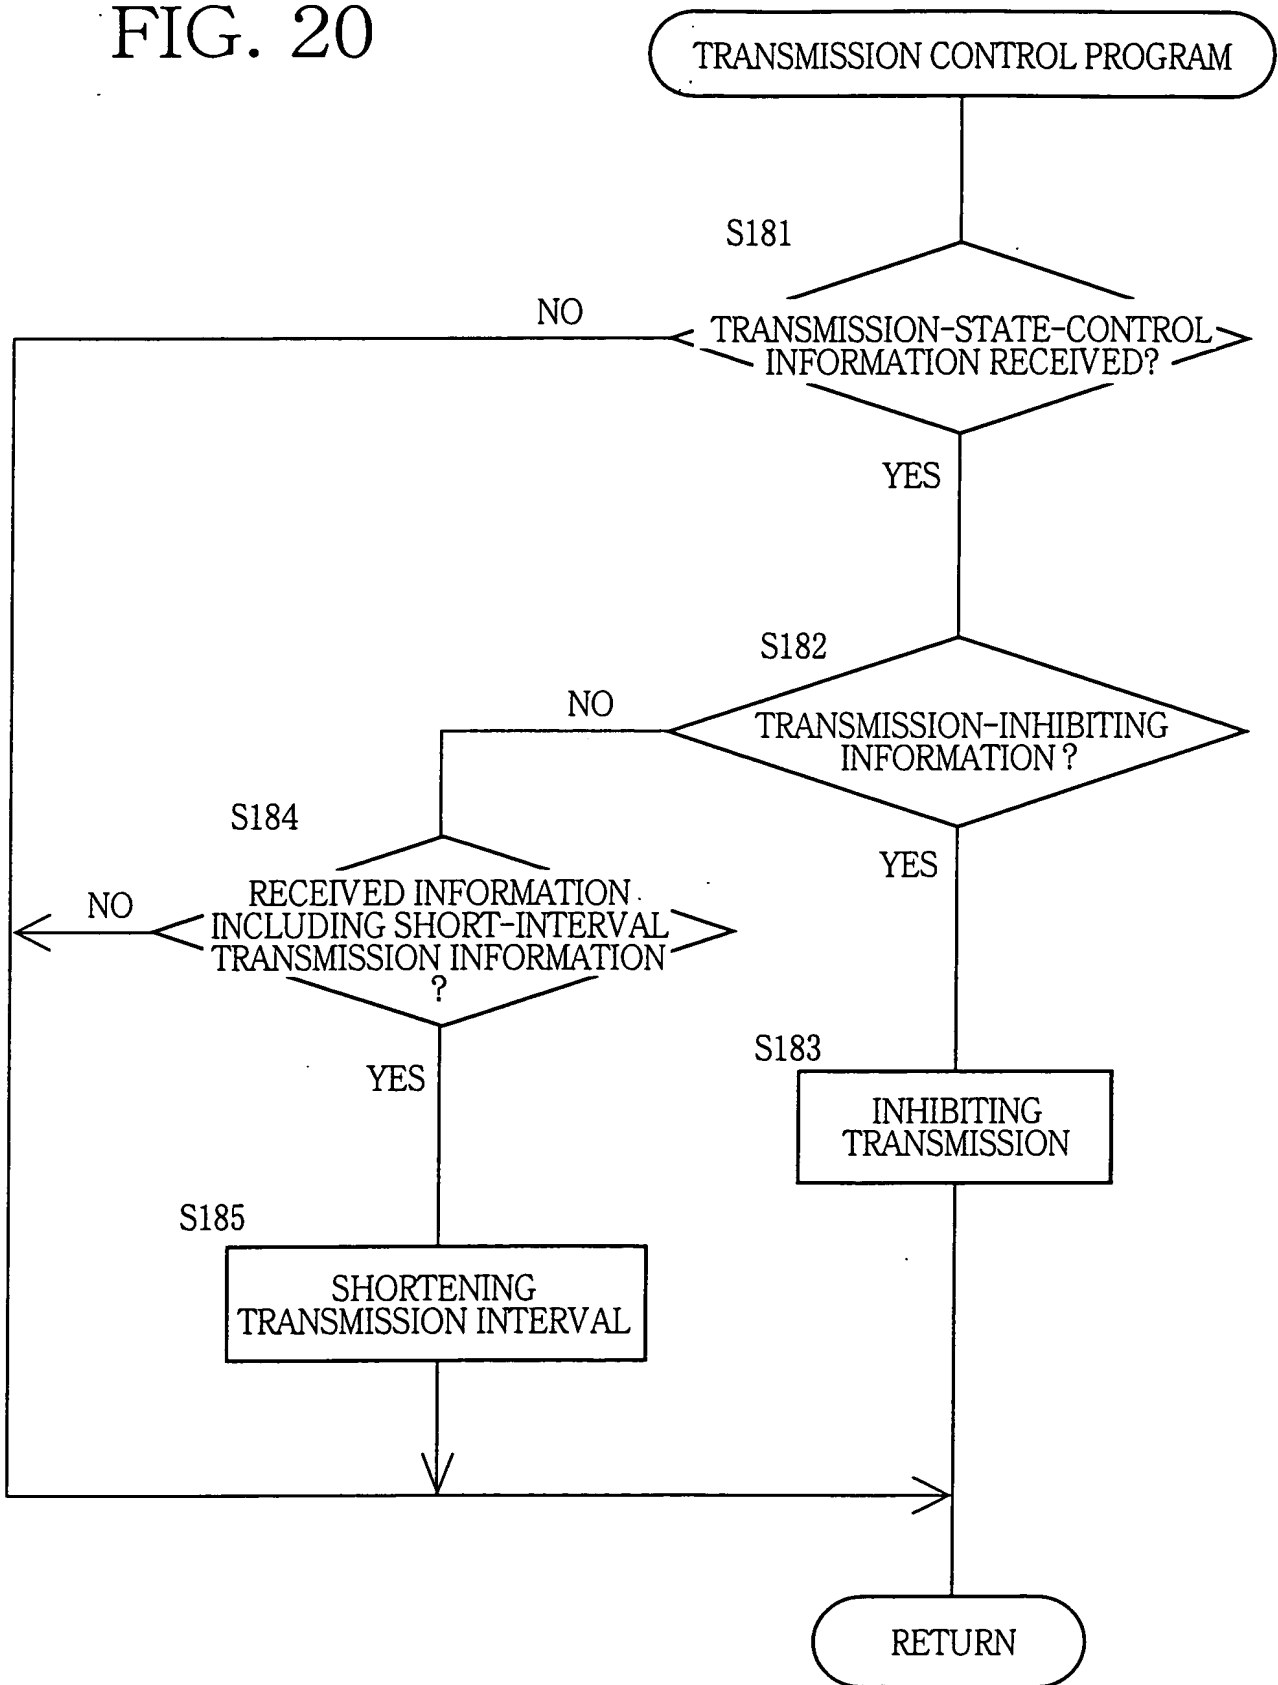 FIG. 20
TRANSMISSION CONTROL PROGRAM
S181
NO
TRANSMISSION-STATE-CONTROL
INFORMATION RECEIVED?
YES
S182
NO
TRANSMISSION-INHIBITING
INFORMATION ?
S184
YES
NO
RECEIVED INFORMATION
INCLUDING SHORT-INTERVAL
TRANSMISSION INFORMATION
?
S183
YES
INHIBITING
TRANSMISSION
S185
SHORTENING
TRANSMISSION INTERVAL
RETURN